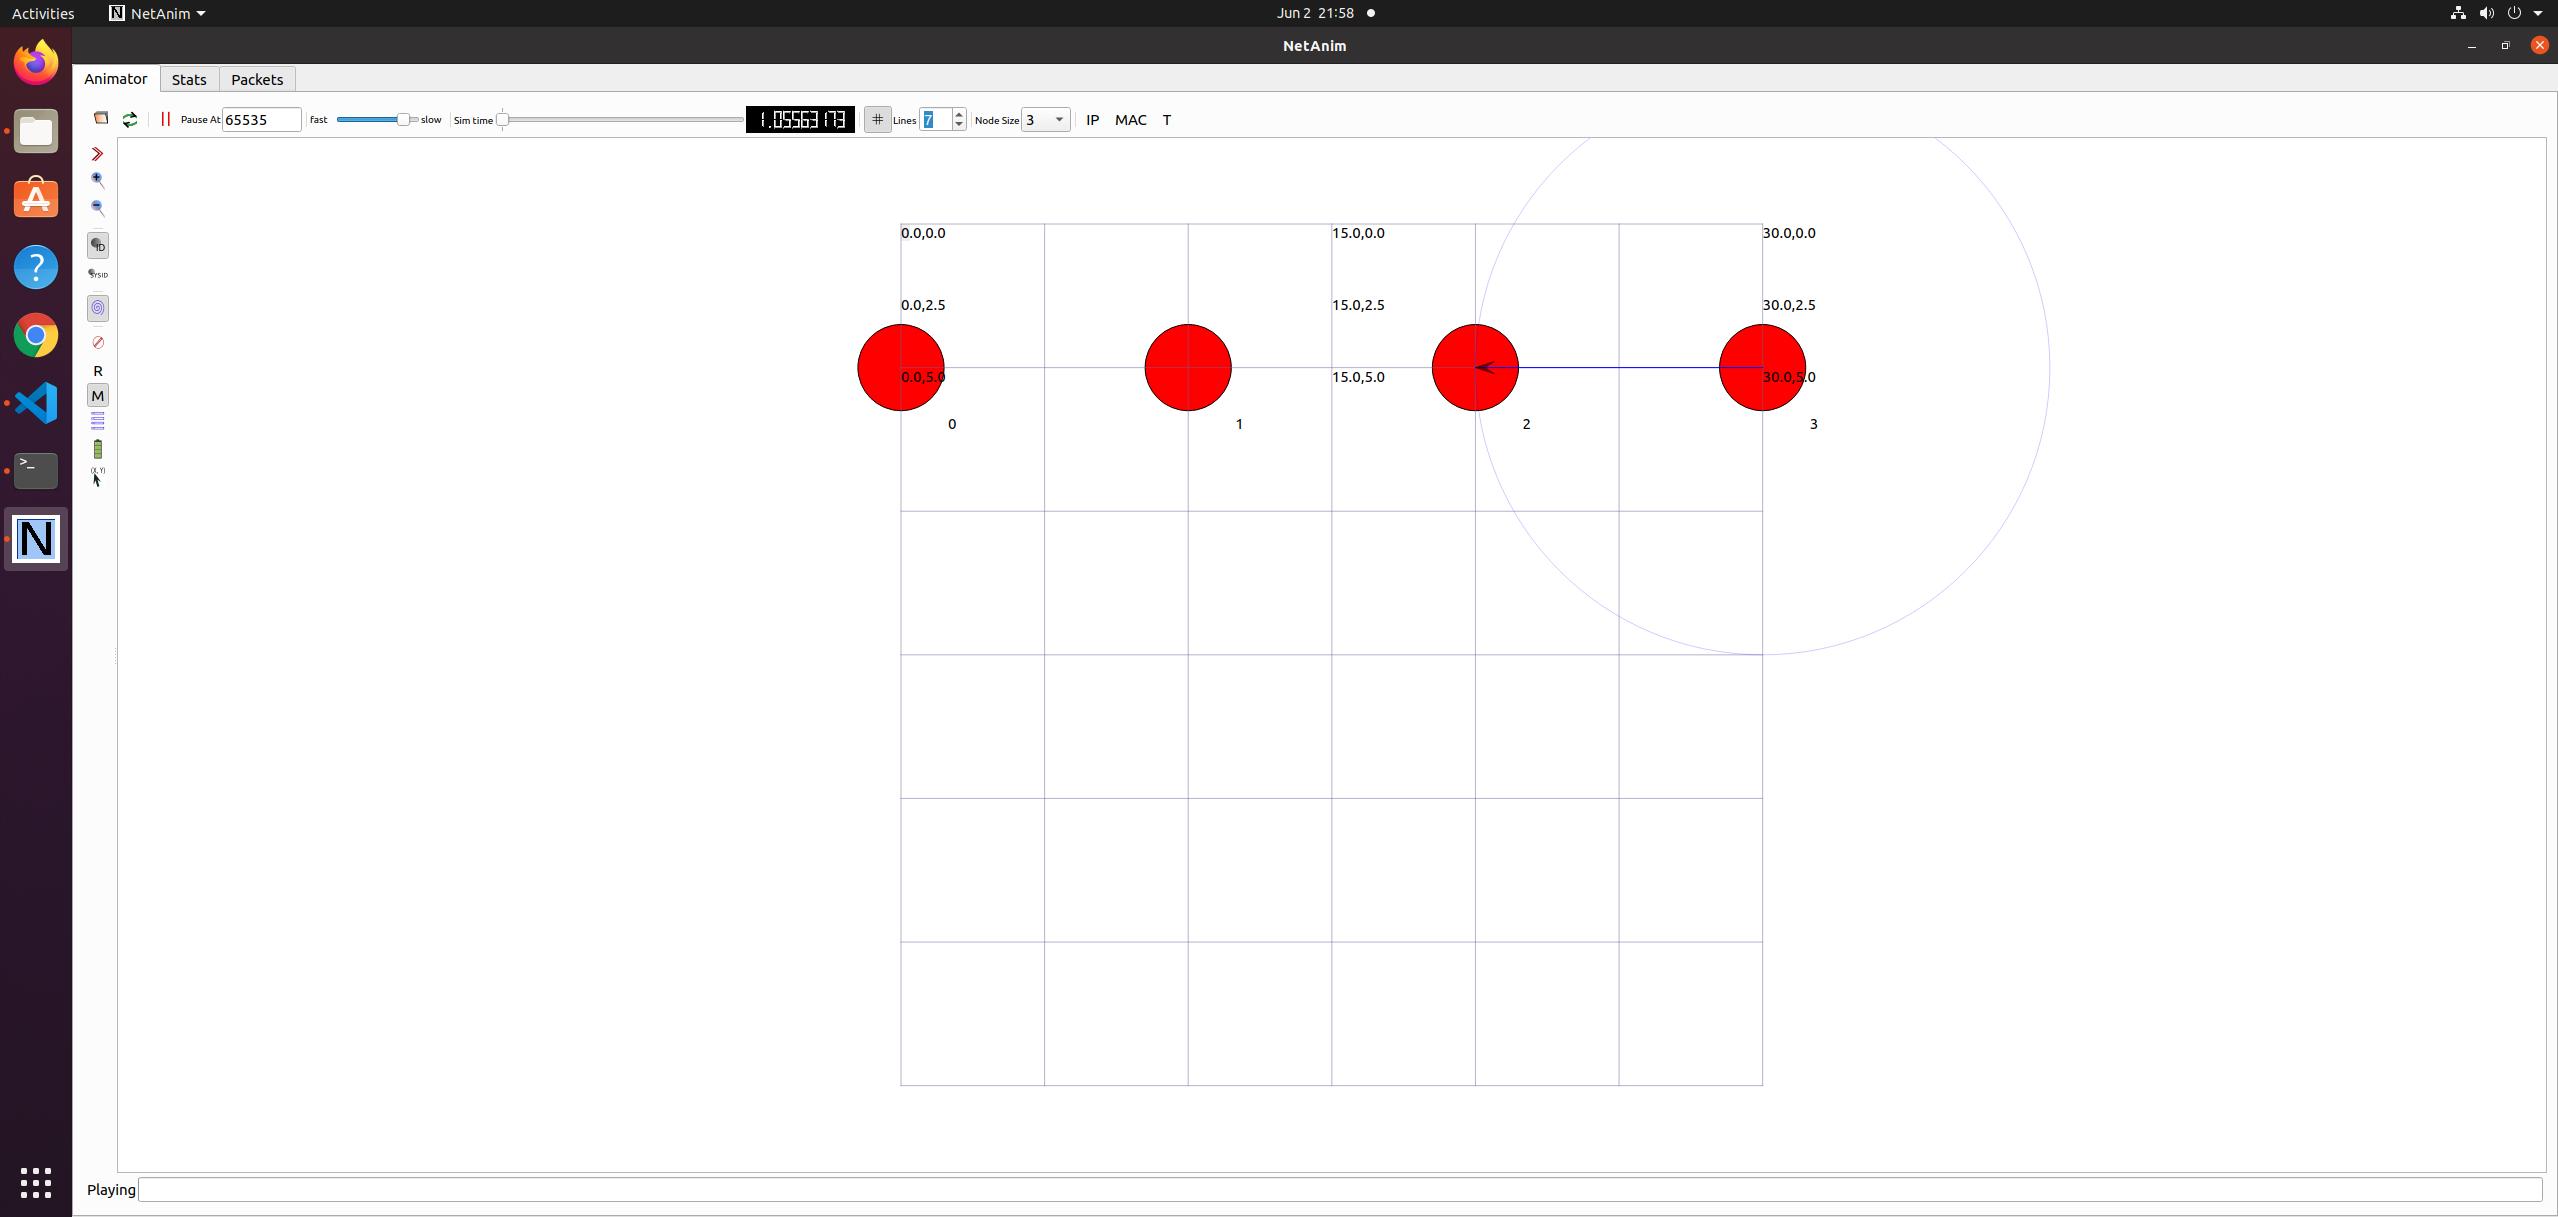 Activities NetAnim Jun 2 21:58
NetAnim
Animator Stats Packets
Pause At 65535 fast slow Sim time 1.05563173 # Lines 7 Node Size 3 IP MAC T
ID
SYSID
R
M
(X, Y)
0.0,0.0 15.0,0.0 30.0,0.0
0.0,2.5 15.0,2.5 30.0,2.5
0.0,5.0 15.0,5.0 30.0,5.0
0 1 2 3
N
Playing